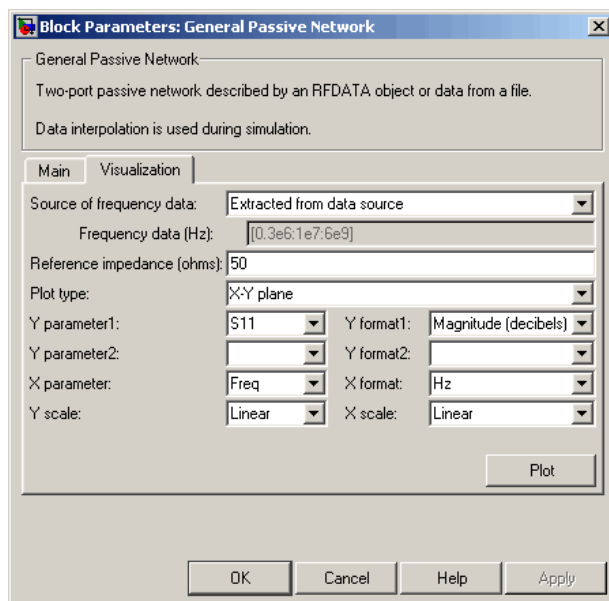 Block Parameters: General Passive Network
General Passive Network
Two-port passive network described by an RFDATA object or data from a file.
Data interpolation is used during simulation.
Main Visualization
Source of frequency data: Extracted from data source
Frequency data (Hz): [0.3e6:1e7:6e9]
Reference impedance (ohms): 50
Plot type: X-Y plane
Y parameter1: S11 Y format1: Magnitude (decibels)
Y parameter2: Y format2:
X parameter: Freq X format: Hz
Y scale: Linear X scale: Linear
Plot
OK Cancel Help Apply